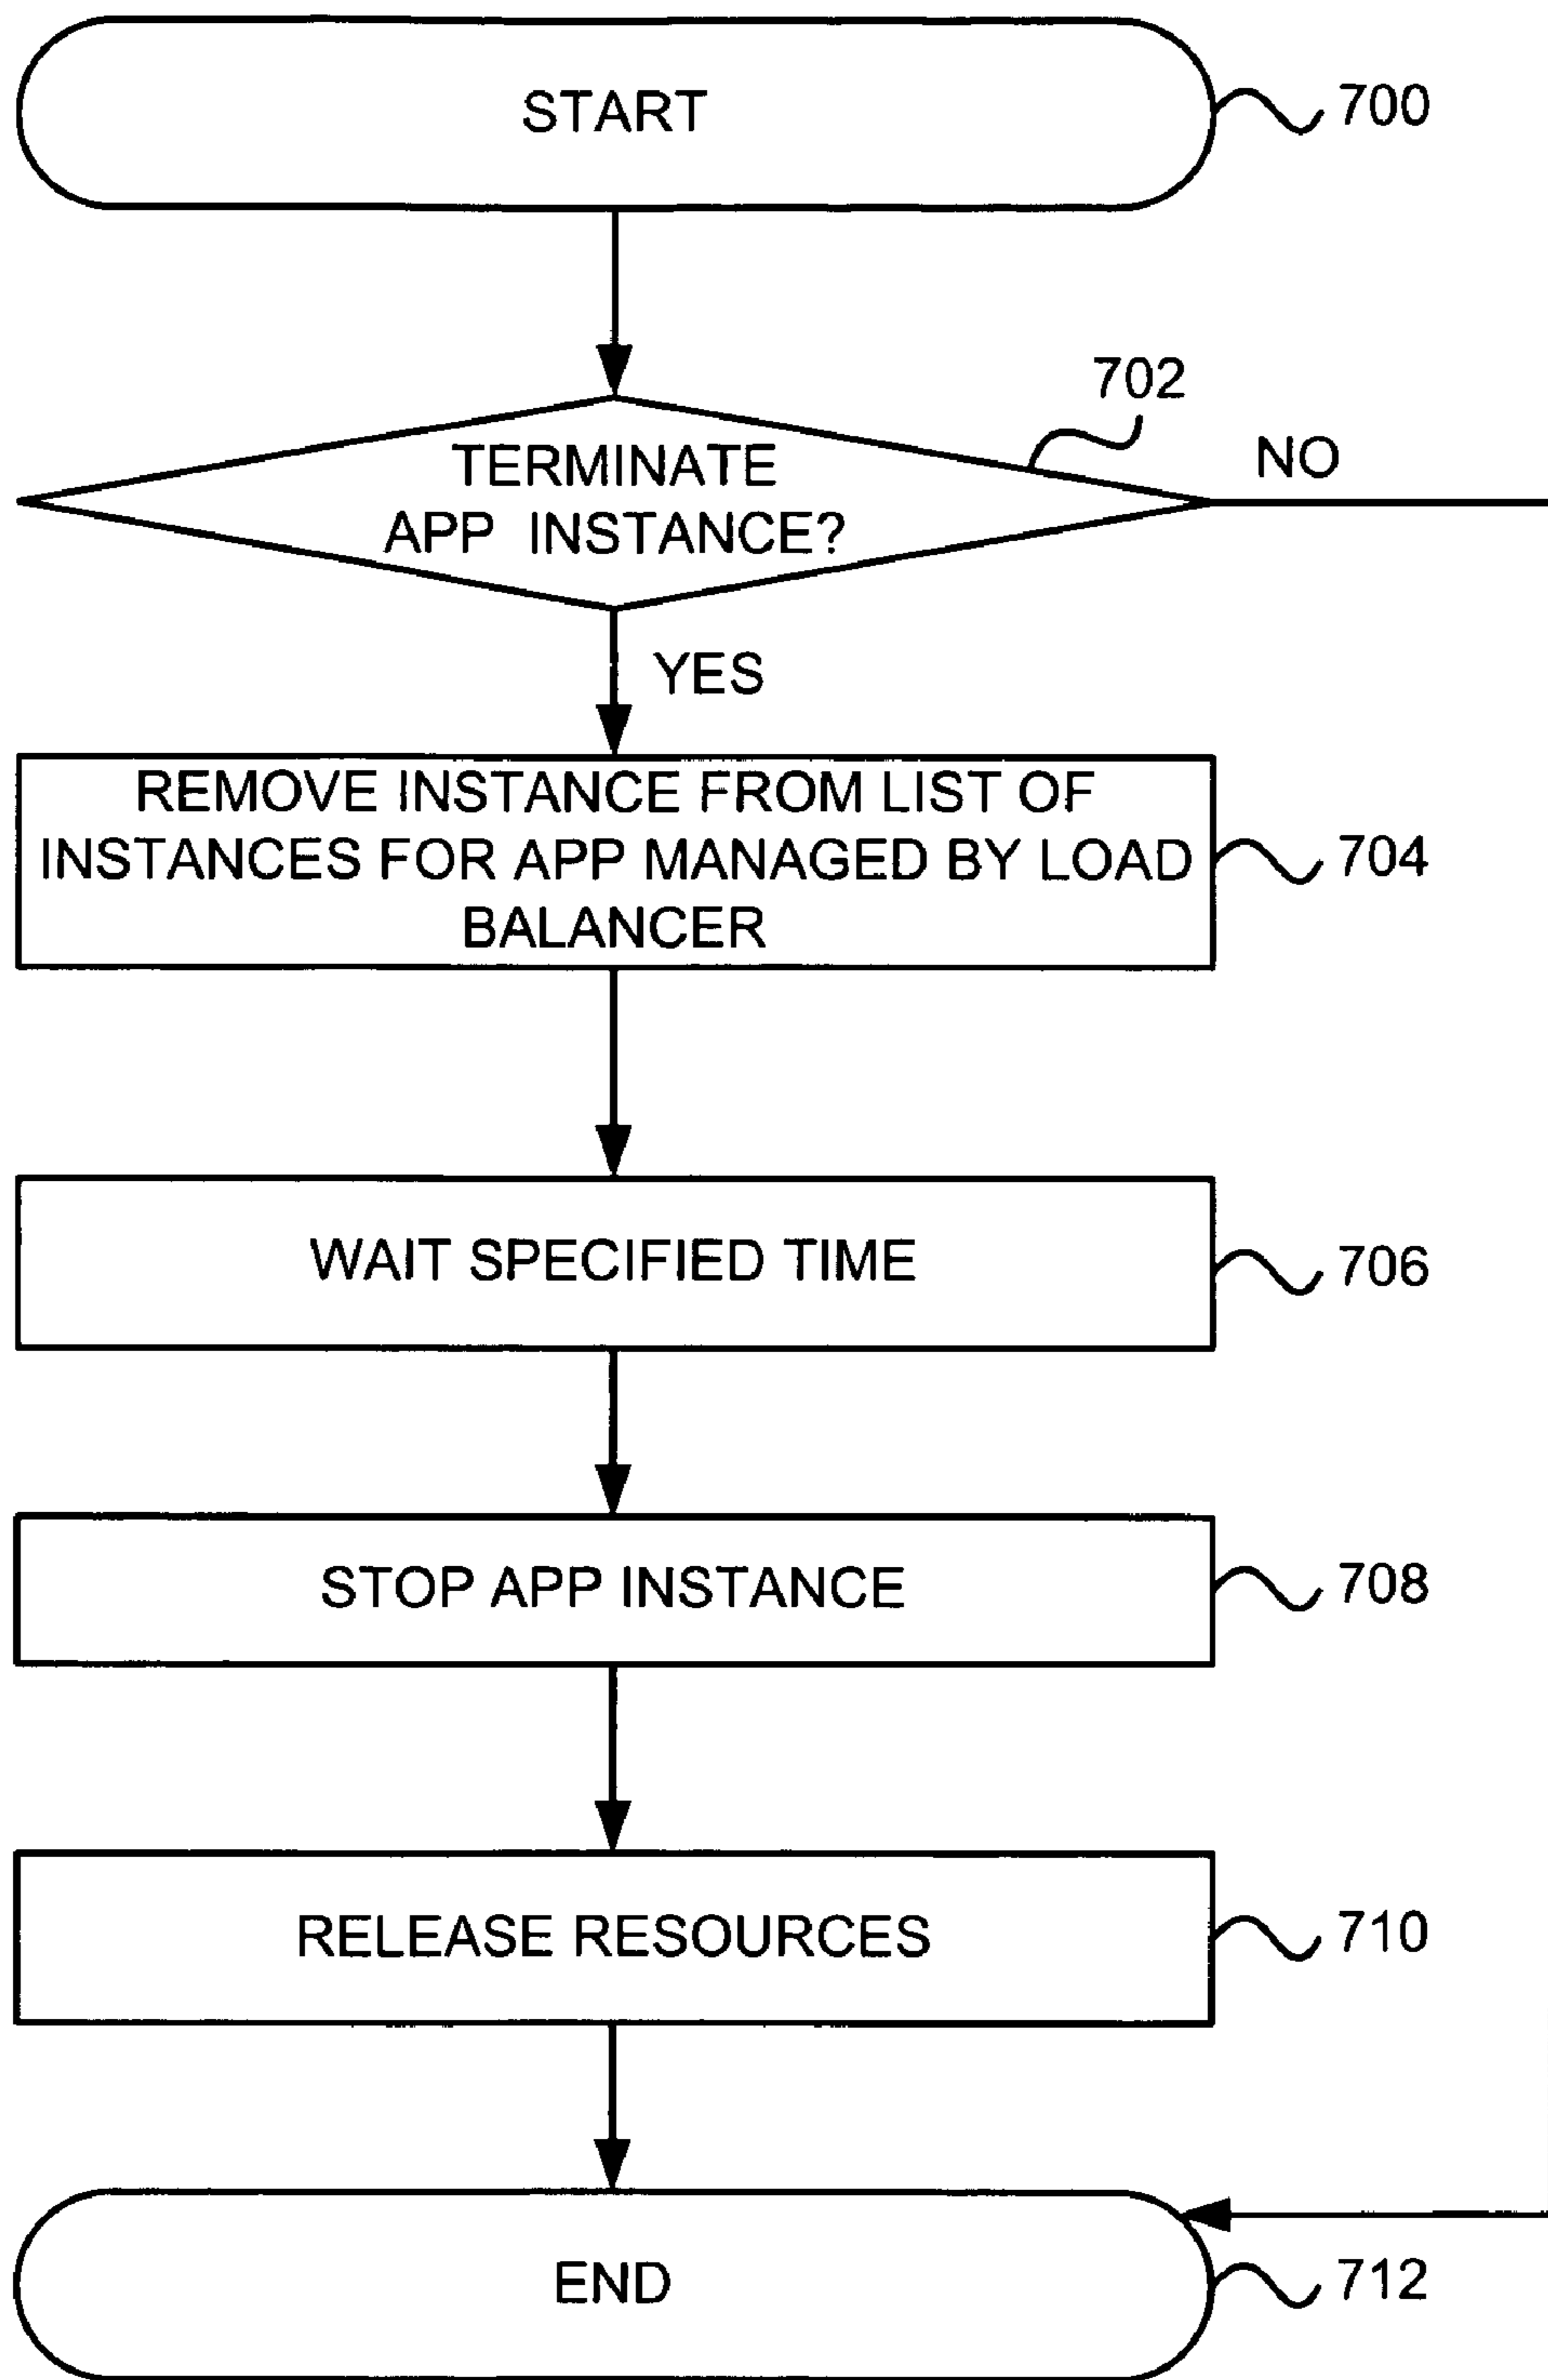 START
700
702
NO
TERMINATE
APP INSTANCE?
YES
REMOVE INSTANCE FROM LIST OF
INSTANCES FOR APP MANAGED BY LOAD
BALANCER
704
WAIT SPECIFIED TIME
706
STOP APP INSTANCE
708
RELEASE RESOURCES
710
END
712